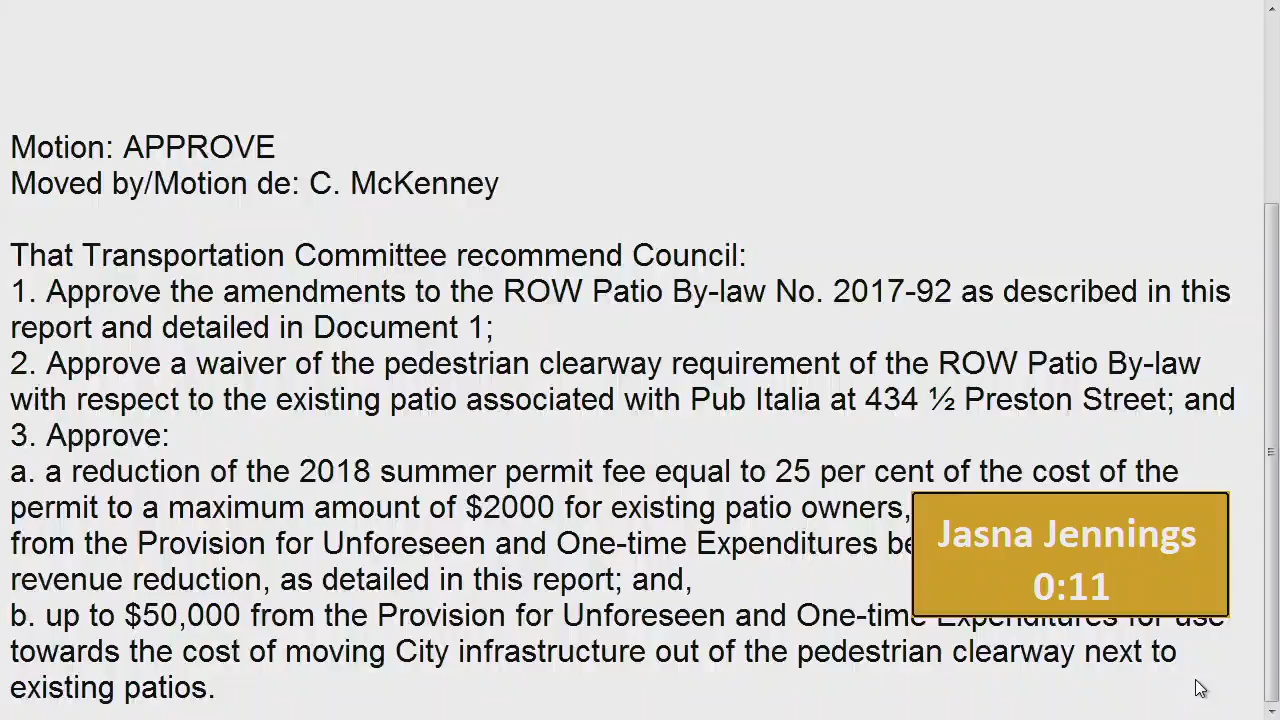 Motion: APPROVE
Moved by/Motion de: C. McKenney
That Transportation Committee recommend Council:
1. Approve the amendments to the ROW Patio By-law No. 2017-92 as described in this
report and detailed in Document 1;
2. Approve a waiver of the pedestrian clearway requirement of the ROW Patio By-law
with respect to the existing patio associated with Pub Italia at 434 ½ Preston Street; and
3. Approve:
a. a reduction of the 2018 summer permit fee equal to 25 per cent of the cost of the
permit to a maximum amount of $2000 for existing patio owners,
from the Provision for Unforeseen and One-time Expenditures
revenue reduction, as detailed in this report; and,
b. up to $50,000 from the Provision for Unforeseen and One-time Expenditures for use
towards the cost of moving City infrastructure out of the pedestrian clearway next to
existing patios.
Jasna Jennings
0:11